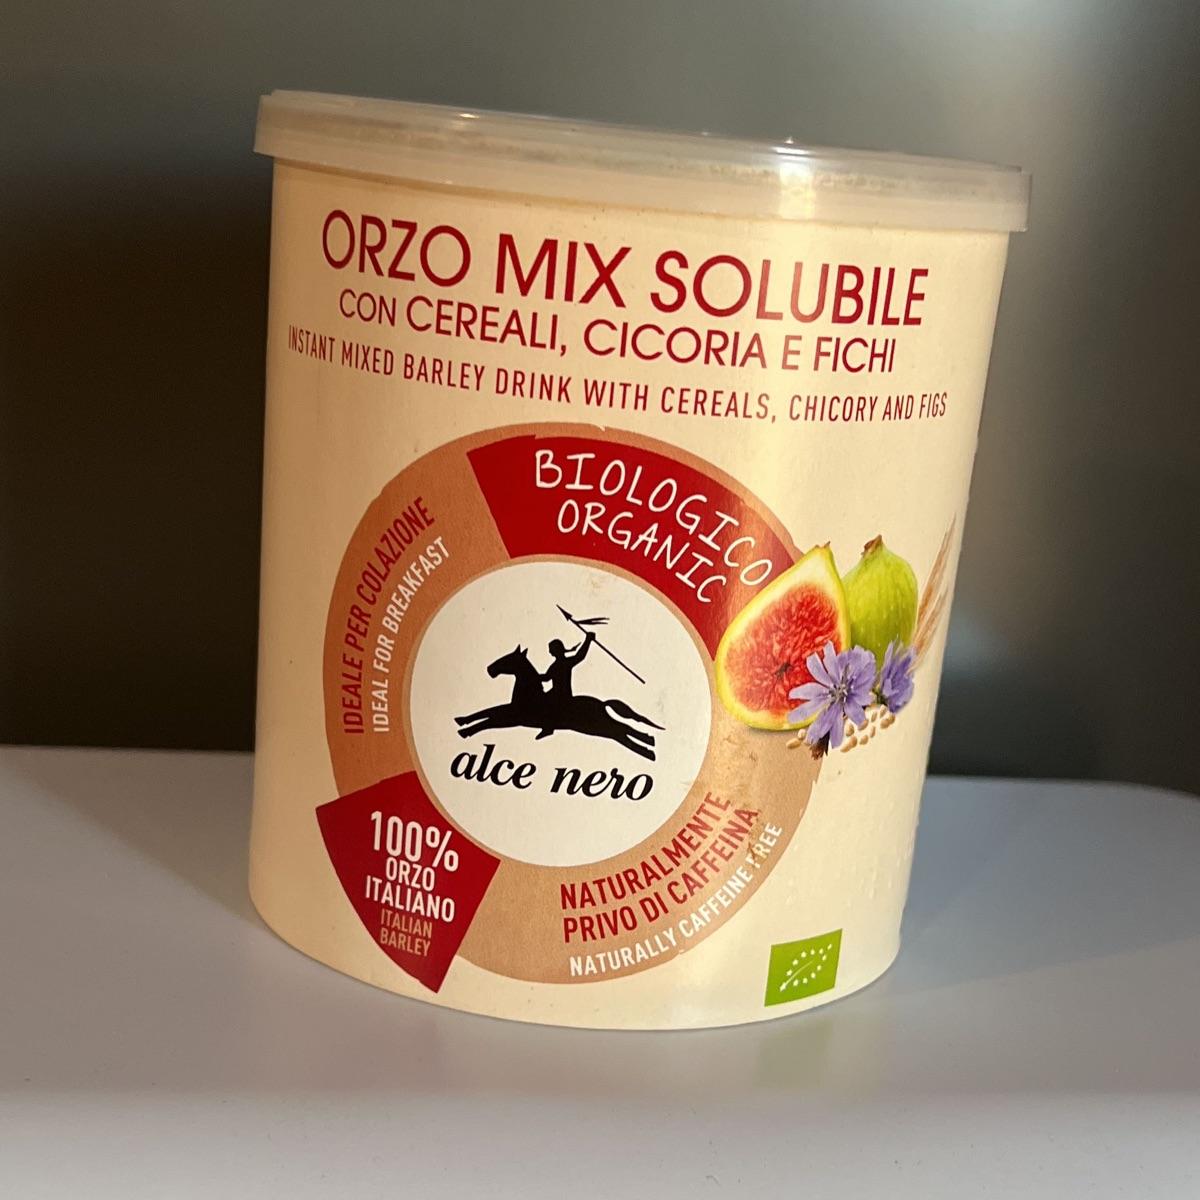 ORZO MIX SOLUBILE
CON CEREALI, CICORIA E FICHI
INSTANT MIXED BARLEY DRINK WITH CEREALS, CHICORY AND FIGS
BIOLOGICO
ORGANIC
IDEALE PER COLAZIONE
IDEAL FOR BREAKFAST
alce nero
100%
ORZO
ITALIANO
ITALIAN
BARLEY
NATURALMENTE
PRIVO DI CAFFEINA
NATURALLY CAFFEINE FREE